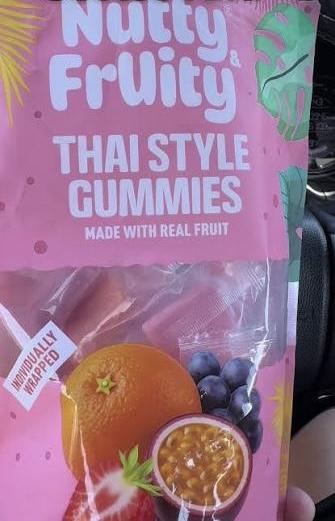 Nutty
&
Fruity
THAI STYLE
GUMMIES
MADE WITH REAL FRUIT
INDIVIDUALLY
WRAPPED